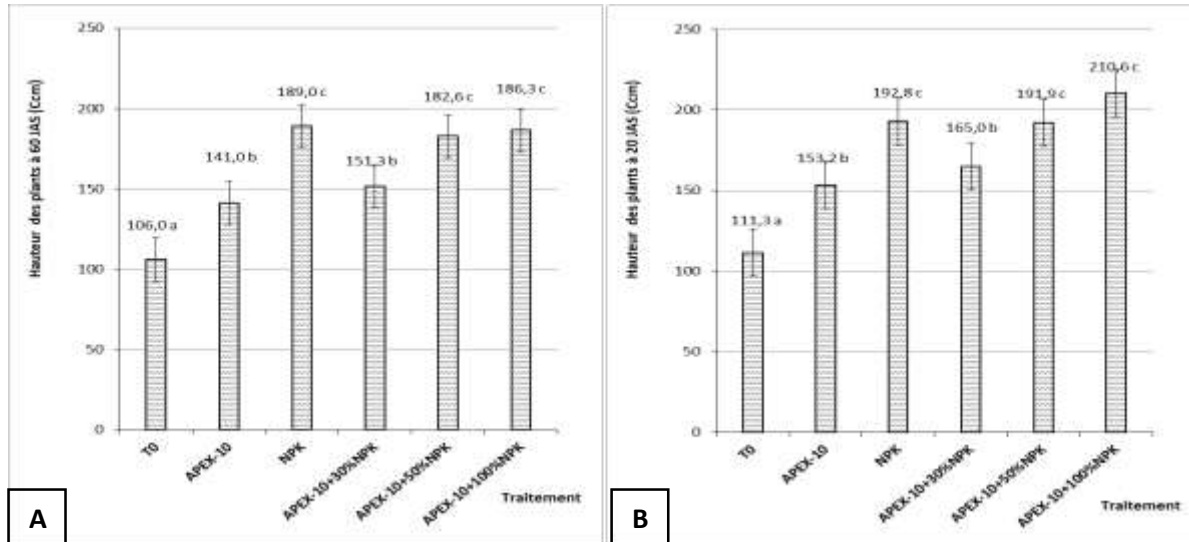 Hauteur des plants à 60 JAS (Ccm)
250
200
150
100
50
0
106,0 a
141,0 b
189,0 c
151,3 b
182,6 c
186,3 c
T0
APEX-10
NPK
APEX-10+30%NPK
APEX-10+50%NPK
APEX-10+100%NPK
Traitement
A
Hauteur des plants à 20 JAS (Ccm)
250
200
150
100
50
0
111,3 a
153,2 b
192,8 c
165,0 b
191,9 c
210,6 c
T0
APEX-10
NPK
APEX-10+30%NPK
APEX-10+50%NPK
APEX-10+100%NPK
Traitement
B